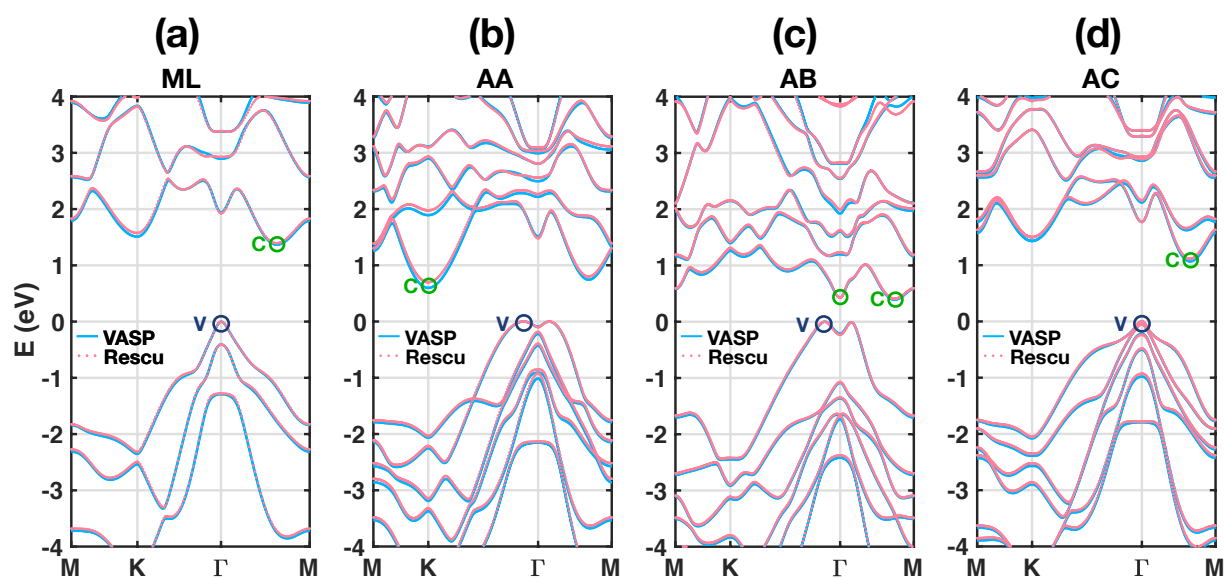 (a) (b) (c) (d)
ML AA AB AC
E (eV)
4 3 2 1 0 -1 -2 -3 -4
C
V
VASP
Rescu
M K Γ M
4 3 2 1 0 -1 -2 -3 -4
C
V
VASP
Rescu
M K Γ M
4 3 2 1 0 -1 -2 -3 -4
C
V
VASP
Rescu
M K Γ M
4 3 2 1 0 -1 -2 -3 -4
C
V
VASP
Rescu
M K Γ M